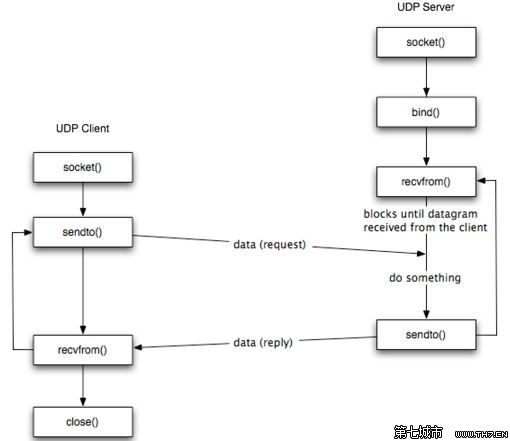 UDP Server
socket()
bind()
UDP Client
socket()
recvfrom()
blocks until datagram
received from the client
sendto()
data (request)
do something
sendto()
data (reply)
recvfrom()
close()
第七城市 WWW.TH7.CN